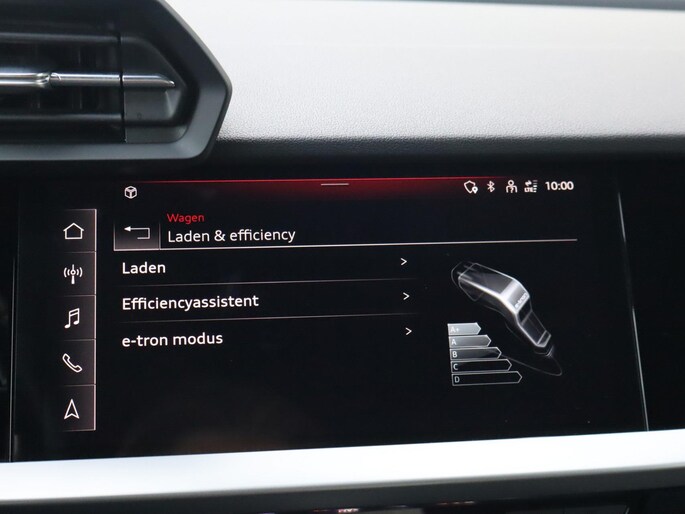 10:00
Wagen
Laden & efficiency
Laden >
Efficiencyassistent >
e-tron modus >
A+
A
B
C
D